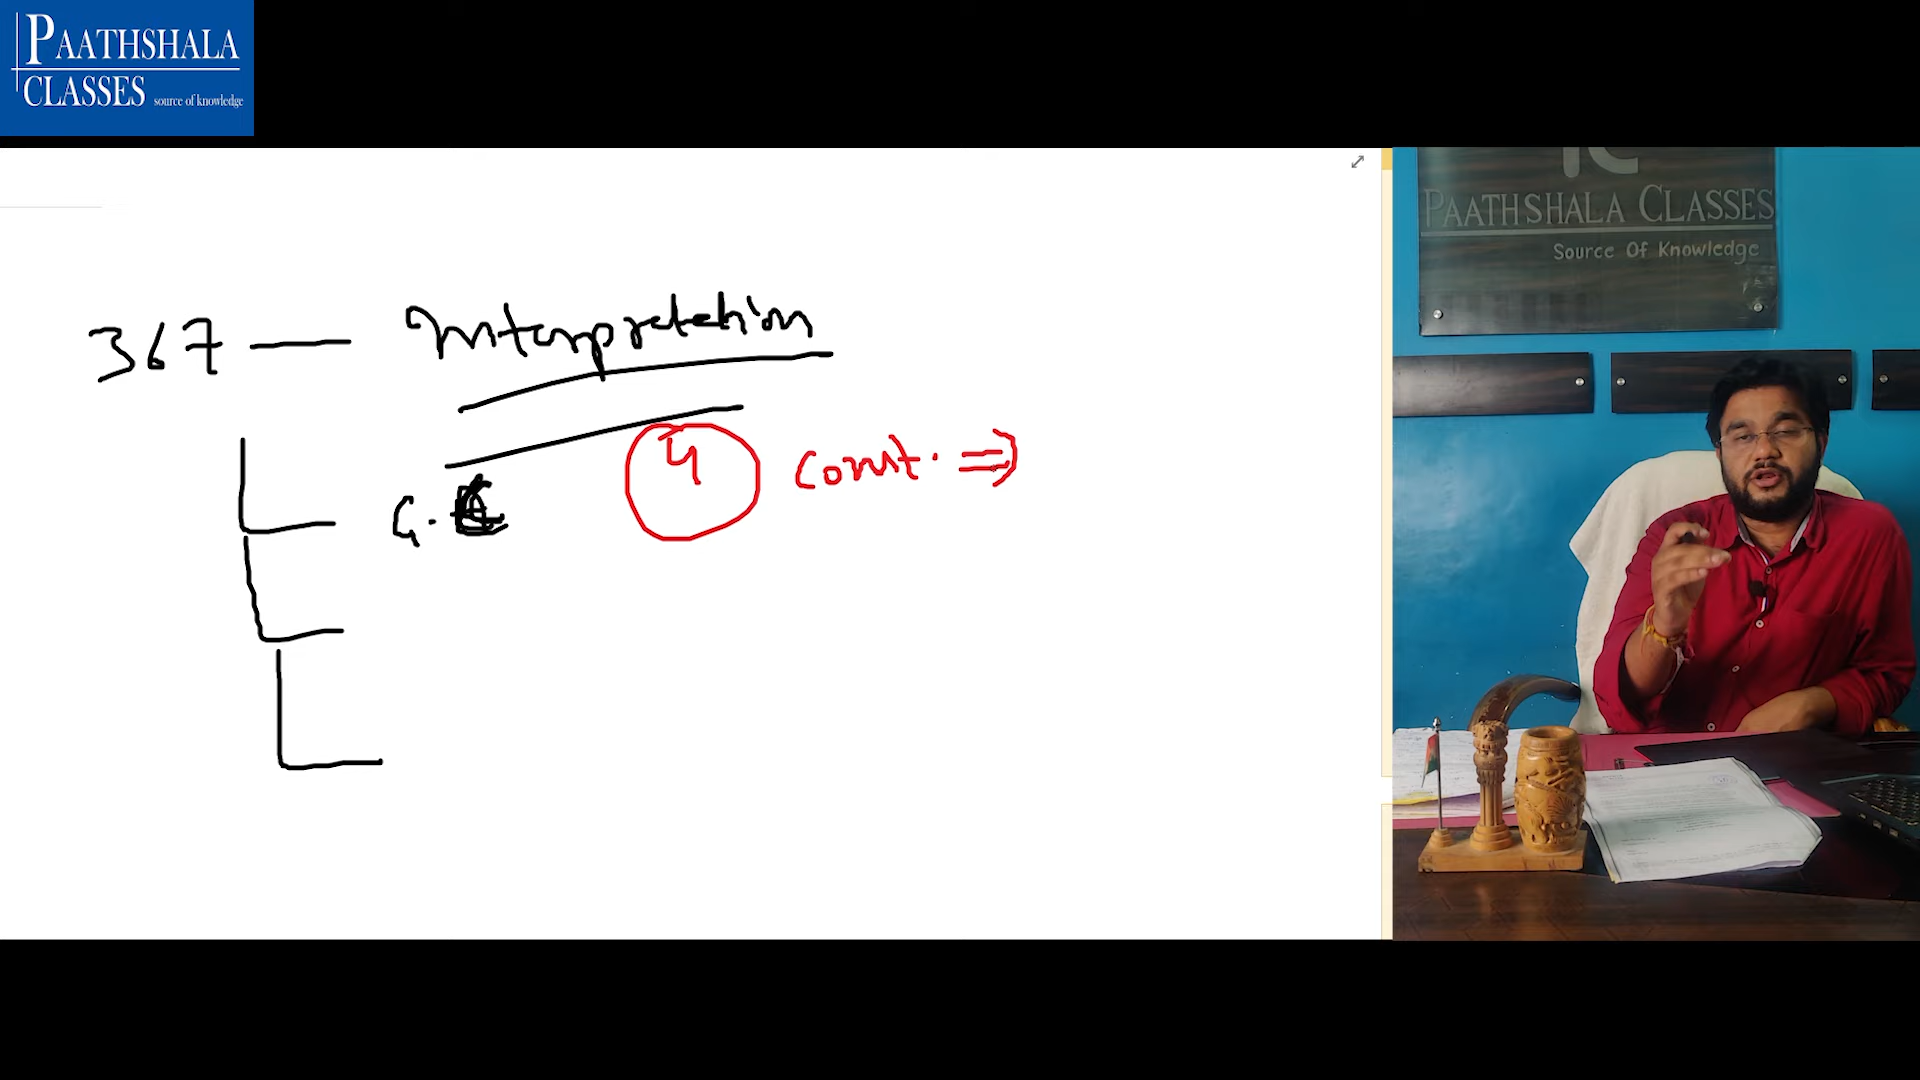 PAATHSHALA
CLASSES source of knowledge
PAATHSHALA CLASSES
Source Of Knowledge
367 — Interpretation
4 Const. ⇒
G.